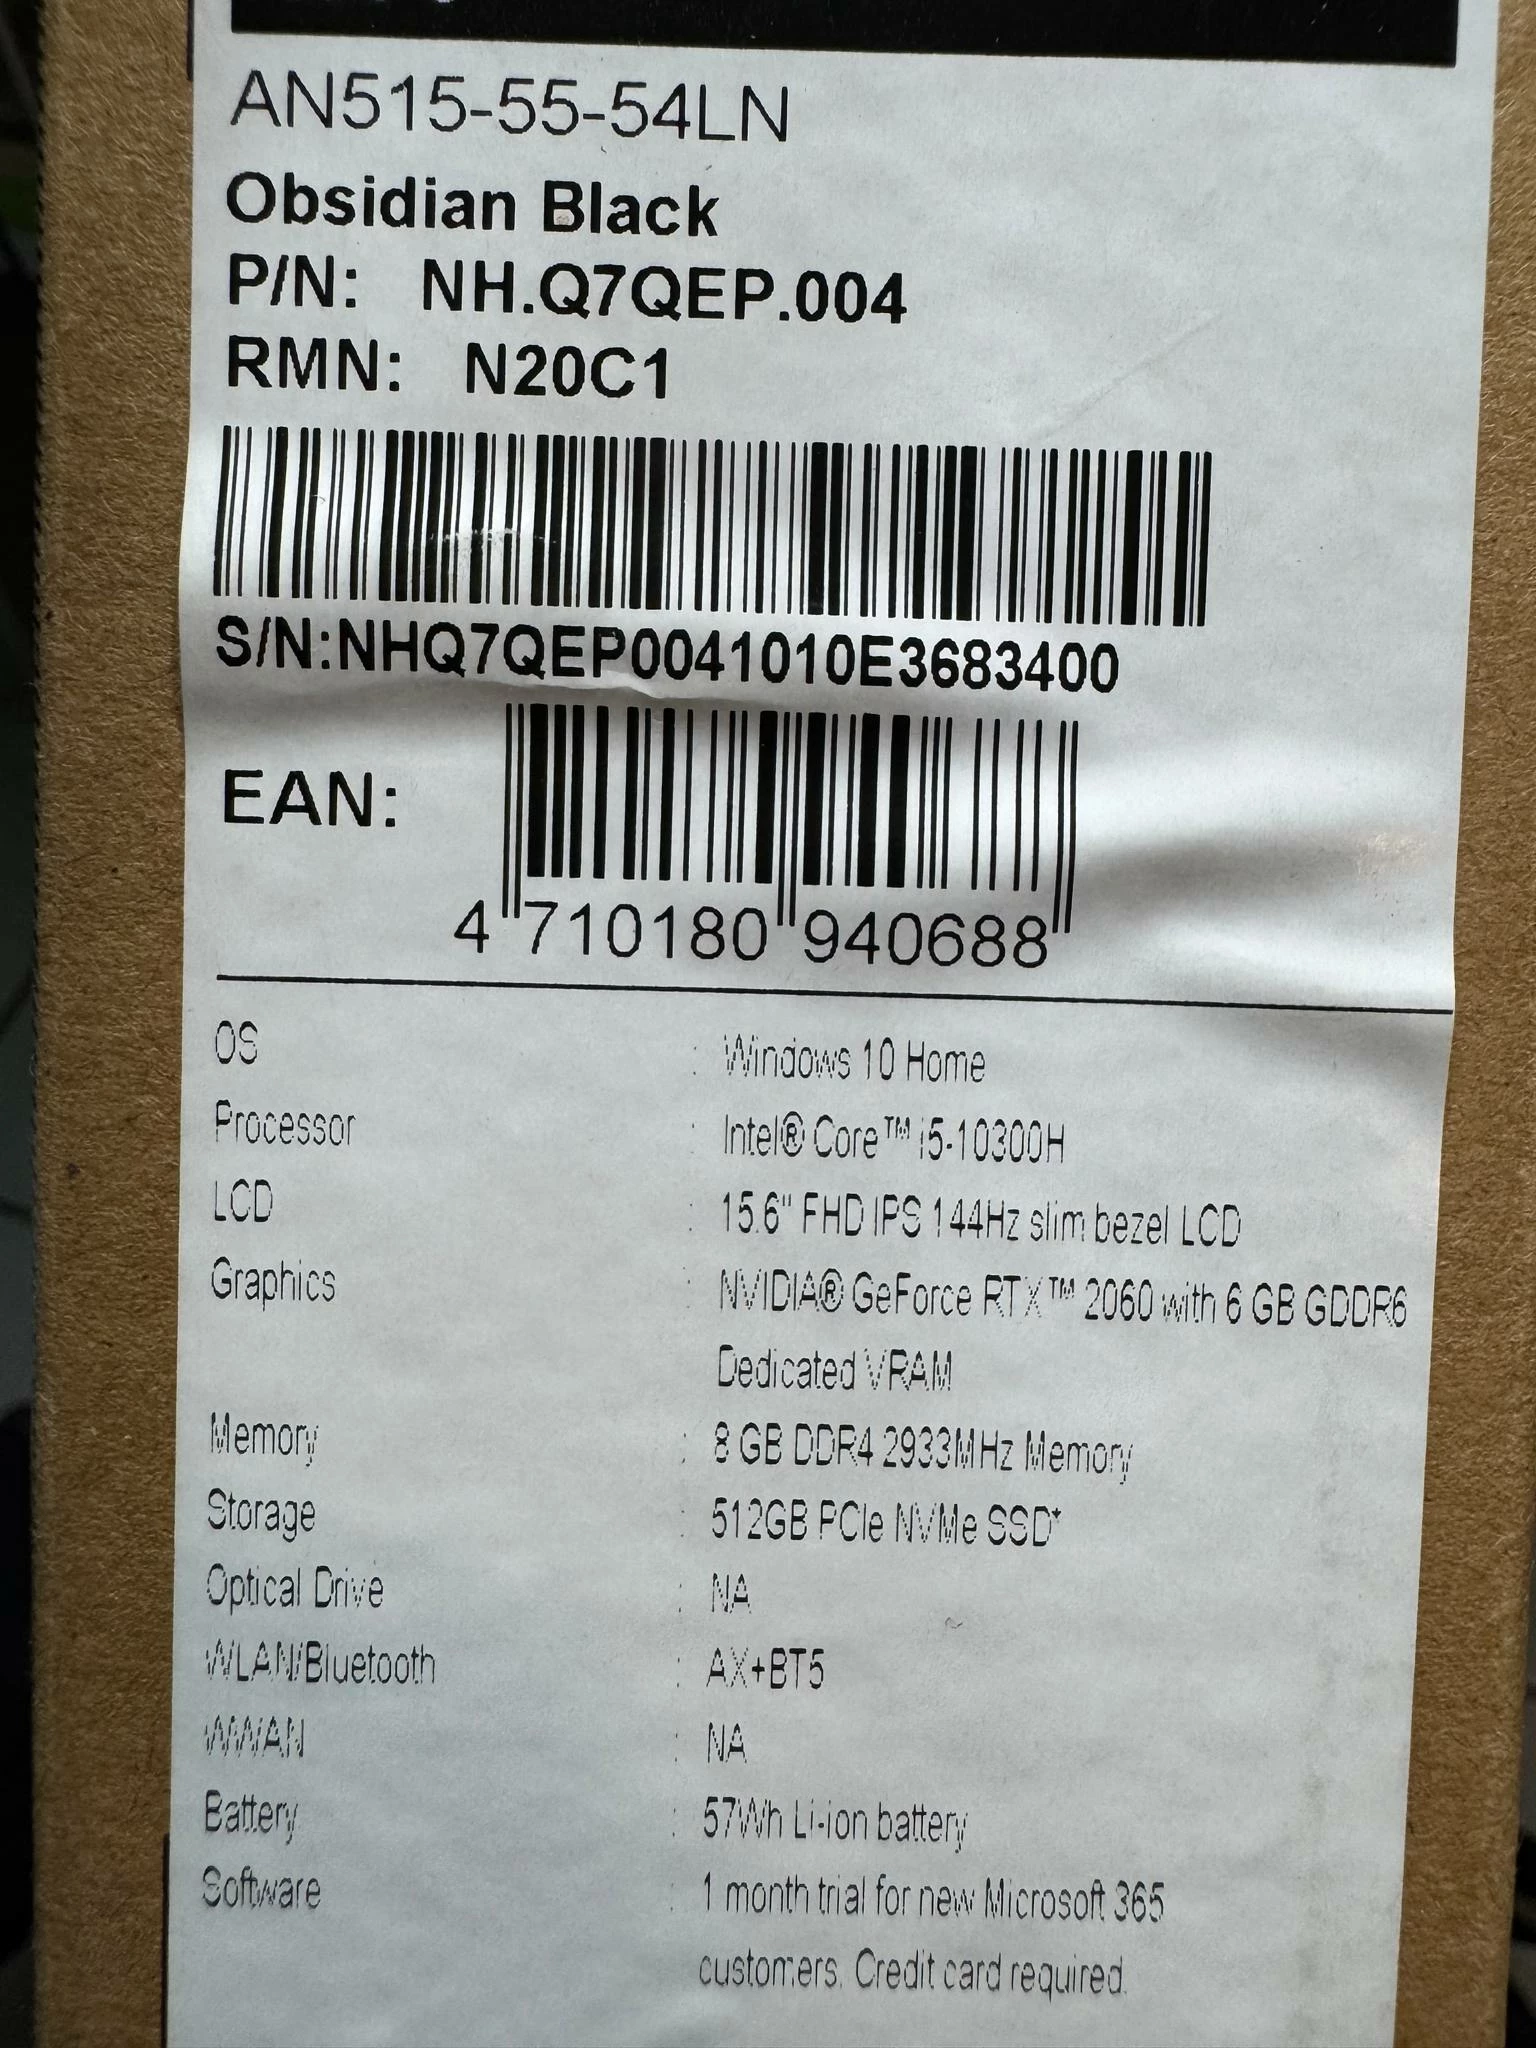 AN515-55-54LN
Obsidian Black
P/N: NH.Q7QEP.004
RMN: N20C1
S/N:NHQ7QEP0041010E3683400
EAN:
4 710180 940688
OS : Windows 10 Home
Processor : Intel® Core™ i5-10300H
LCD : 15.6" FHD IPS 144Hz slim bezel LCD
Graphics : NVIDIA® GeForce RTX™ 2060 with 6 GB GDDR6
Dedicated VRAM
Memory : 8 GB DDR4 2933MHz Memory
Storage : 512GB PCIe NVMe SSD*
Optical Drive : NA
WLAN/Bluetooth : AX+BT5
WWAN : NA
Battery : 57Wh Li-ion battery
Software : 1 month trial for new Microsoft 365
customers. Credit card required.